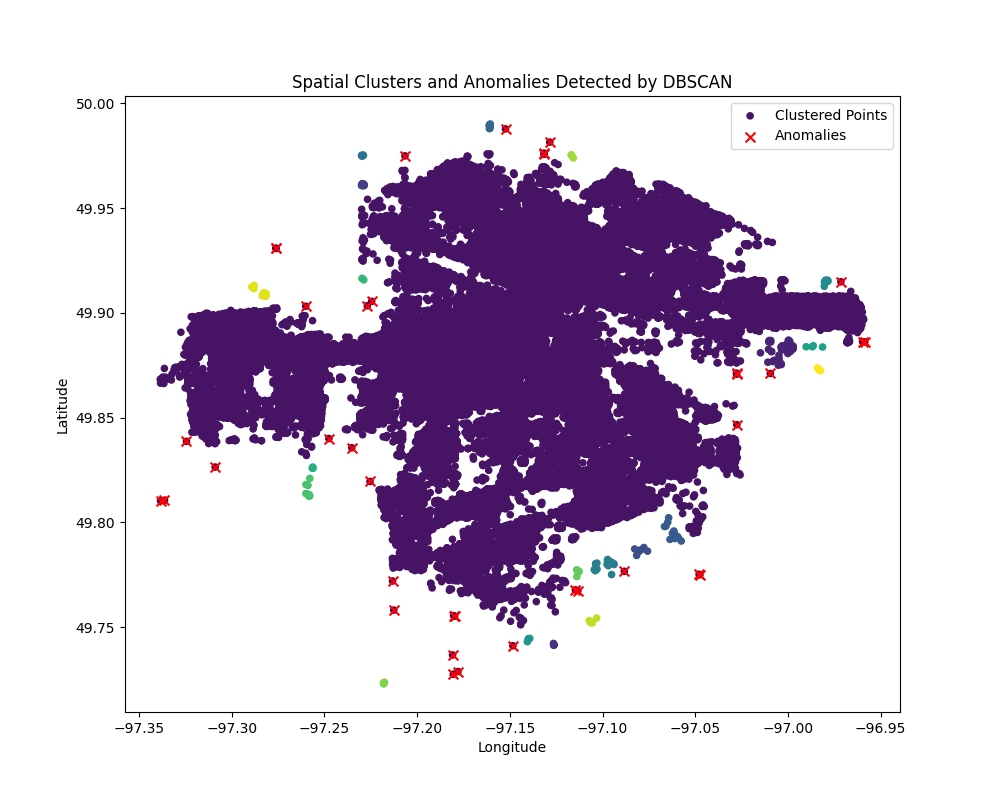 Spatial Clusters and Anomalies Detected by DBSCAN
Clustered Points
Anomalies
50.00
49.95
49.90
49.85
49.80
49.75
Latitude
−97.35 −97.30 −97.25 −97.20 −97.15 −97.10 −97.05 −97.00 −96.95
Longitude